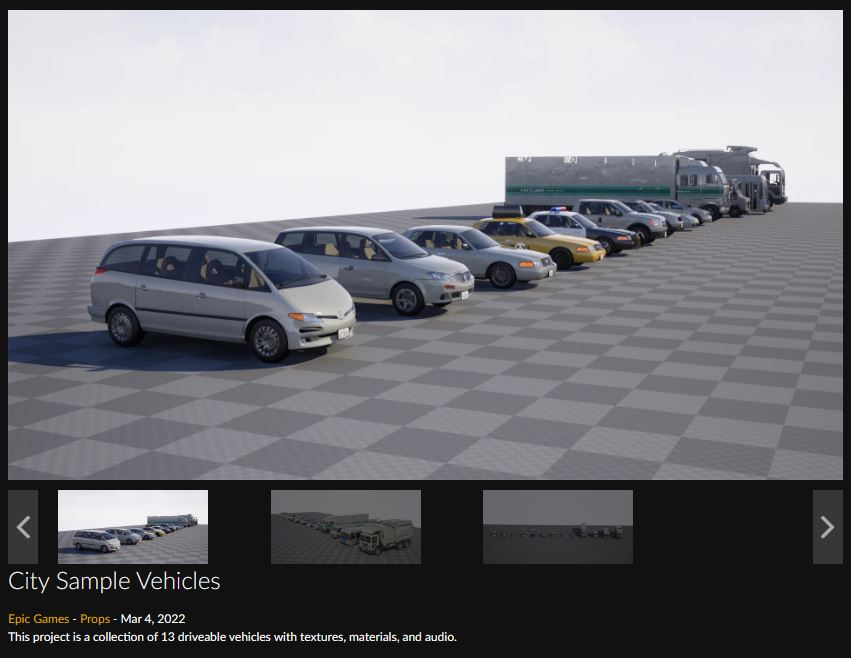 FASTLINER
City Sample Vehicles
Epic Games - Props - Mar 4, 2022
This project is a collection of 13 driveable vehicles with textures, materials, and audio.